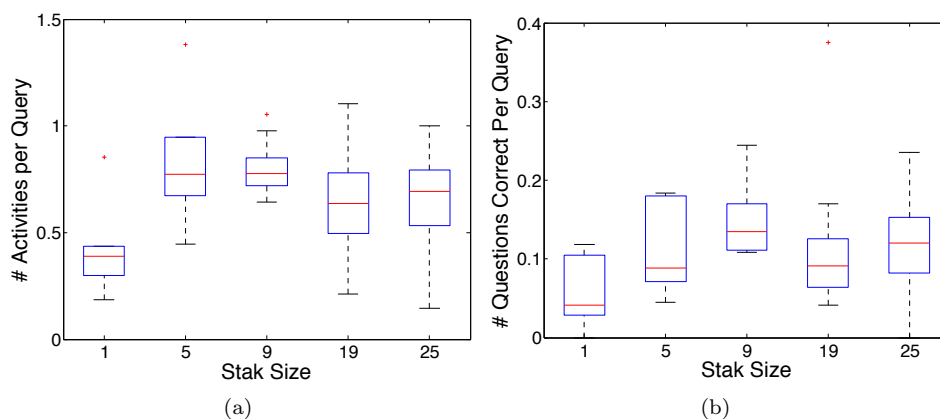 1.5
1
0.5
0
# Activities per Query
1 5 9 19 25
Stak Size
(a)
0.4
0.3
0.2
0.1
0
# Questions Correct Per Query
1 5 9 19 25
Stak Size
(b)